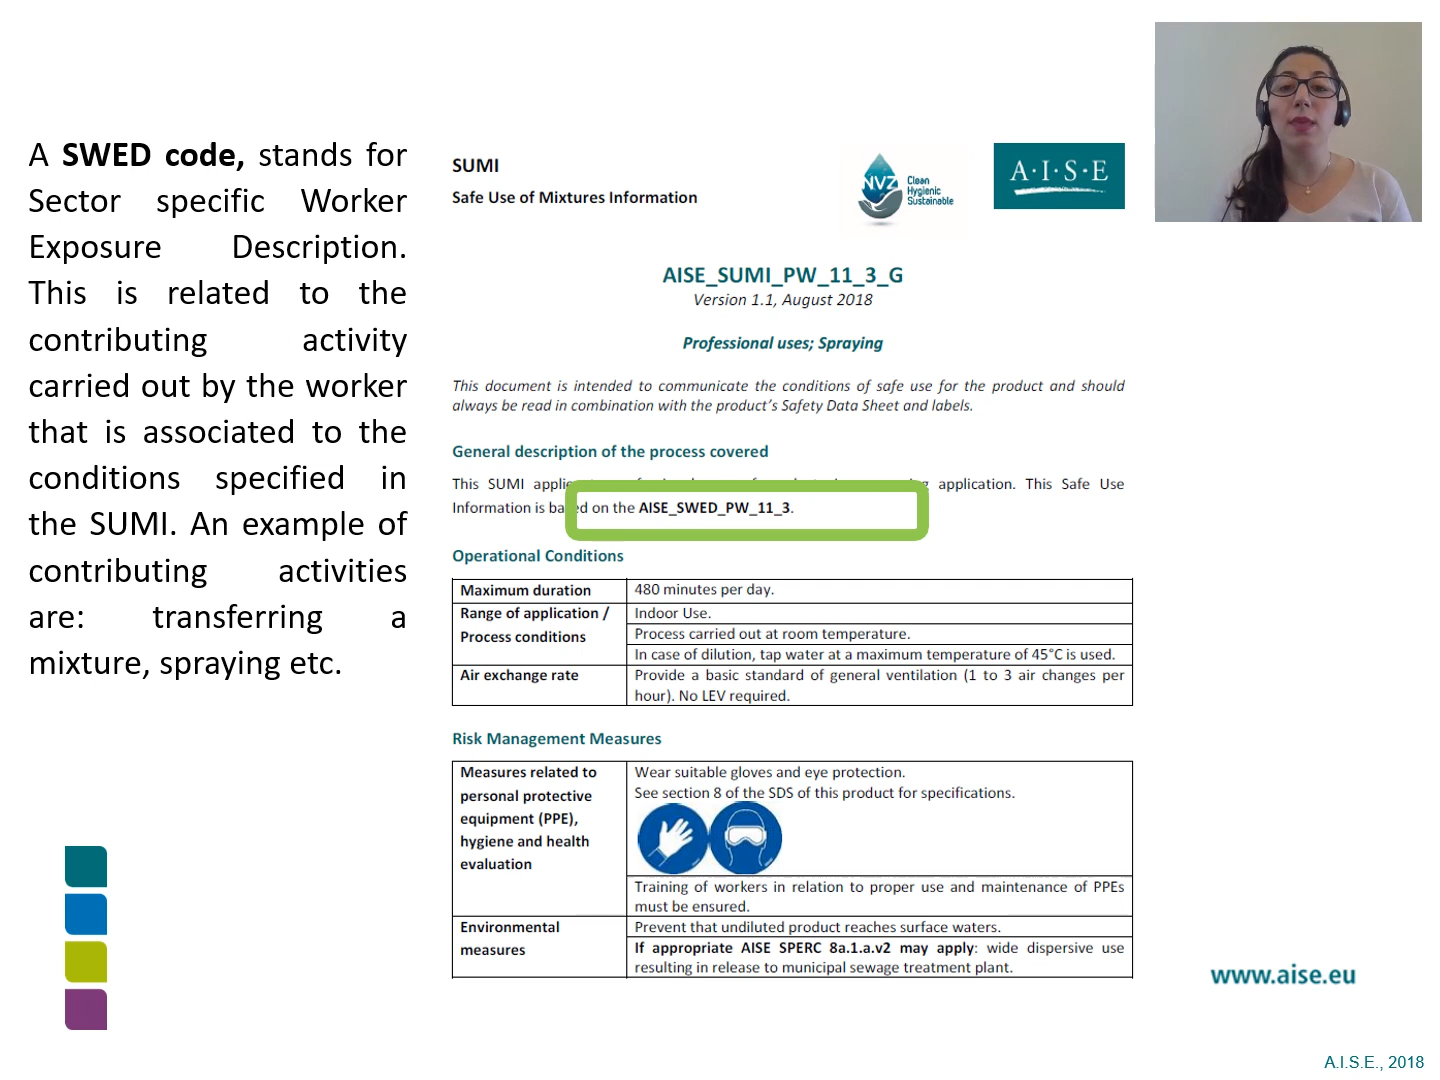 A SWED code, stands for
Sector specific Worker
Exposure Description.
This is related to the
contributing activity
carried out by the worker
that is associated to the
conditions specified in
the SUMI. An example of
contributing activities
are: transferring a
mixture, spraying etc.
SUMI
Safe Use of Mixtures Information
NVZ
Clean
Hygienic
Sustainable
A·I·S·E
AISE_SUMI_PW_11_3_G
Version 1.1, August 2018
Professional uses; Spraying
This document is intended to communicate the conditions of safe use for the product and should
always be read in combination with the product's Safety Data Sheet and labels.
General description of the process covered
This SUMI application. This Safe Use
Information is based on the AISE_SWED_PW_11_3.
Operational Conditions
Maximum duration
480 minutes per day.
Range of application /
Process conditions
Indoor Use.
Process carried out at room temperature.
In case of dilution, tap water at a maximum temperature of 45°C is used.
Air exchange rate
Provide a basic standard of general ventilation (1 to 3 air changes per
hour). No LEV required.
Risk Management Measures
Measures related to
personal protective
equipment (PPE),
hygiene and health
evaluation
Wear suitable gloves and eye protection.
See section 8 of the SDS of this product for specifications.
Training of workers in relation to proper use and maintenance of PPEs
must be ensured.
Environmental
measures
Prevent that undiluted product reaches surface waters.
If appropriate AISE SPERC 8a.1.a.v2 may apply: wide dispersive use
resulting in release to municipal sewage treatment plant.
www.aise.eu
A.I.S.E., 2018